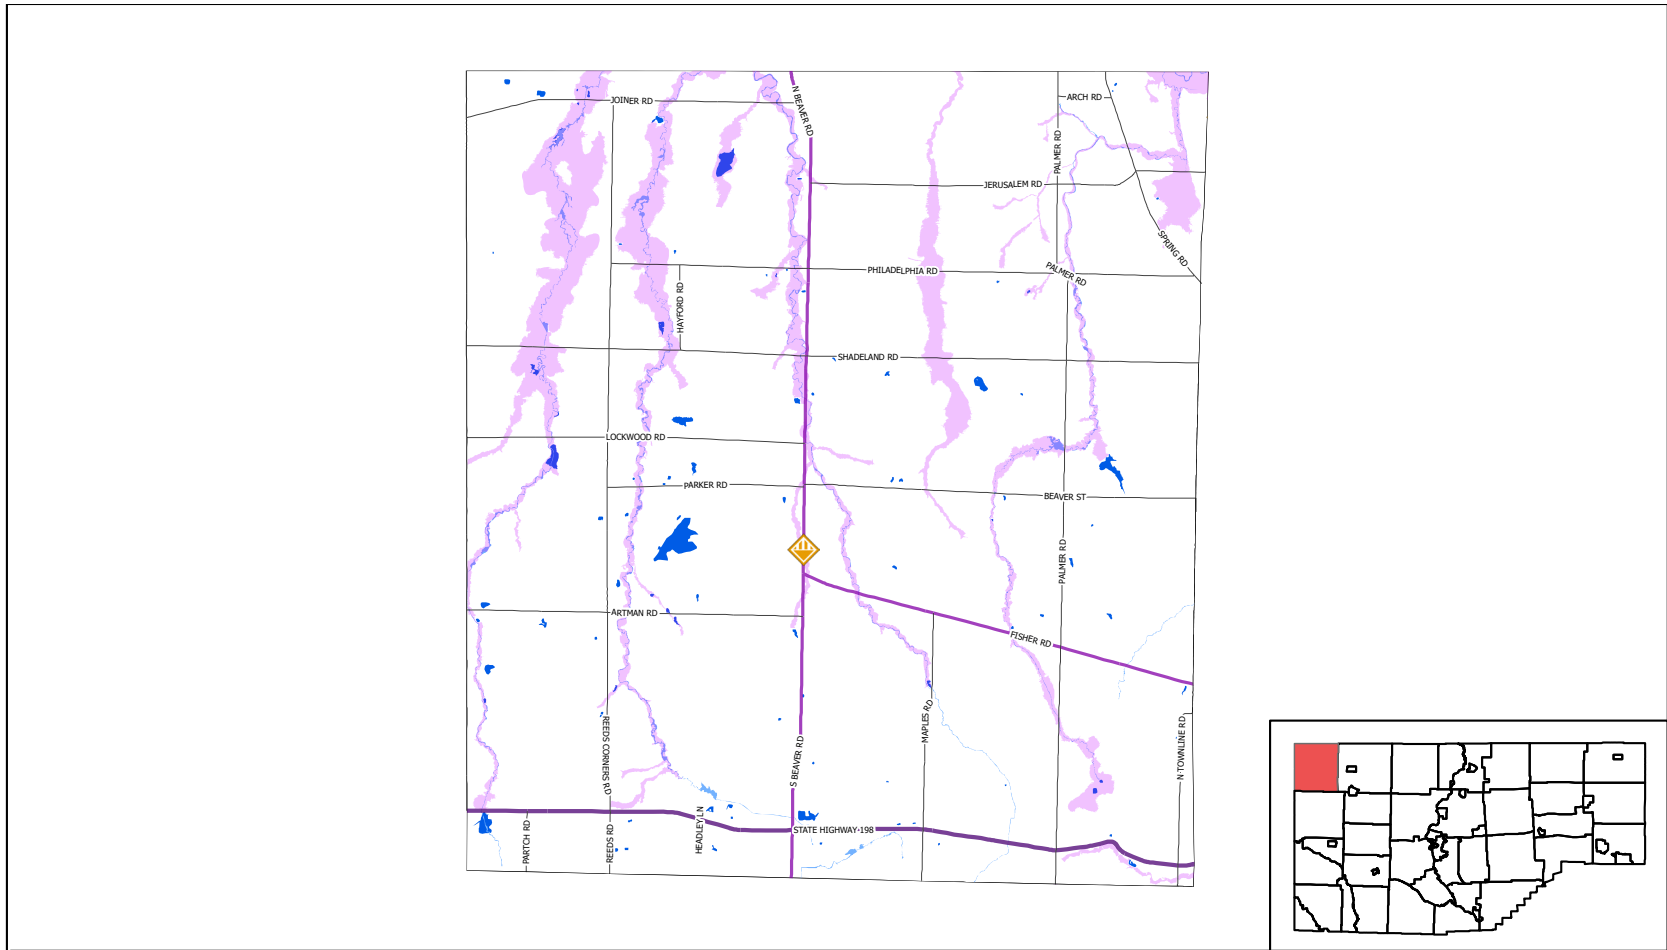 ARCH RD
JOINER RD
N BEAVER RD
PALMER RD
JERUSALEM RD
SPRING RD
PHILADELPHIA RD
PALMER RD
HAYFORD RD
SHADELAND RD
LOCKWOOD RD
PARKER RD
BEAVER ST
PALMER RD
ARTMAN RD
FISHER RD
MAPLES RD
REEDS CORNERS RD
S BEAVER RD
N TOWNLINE RD
HEADLEY LN
STATE HIGHWAY-198
PARTCH RD
REEDS RD